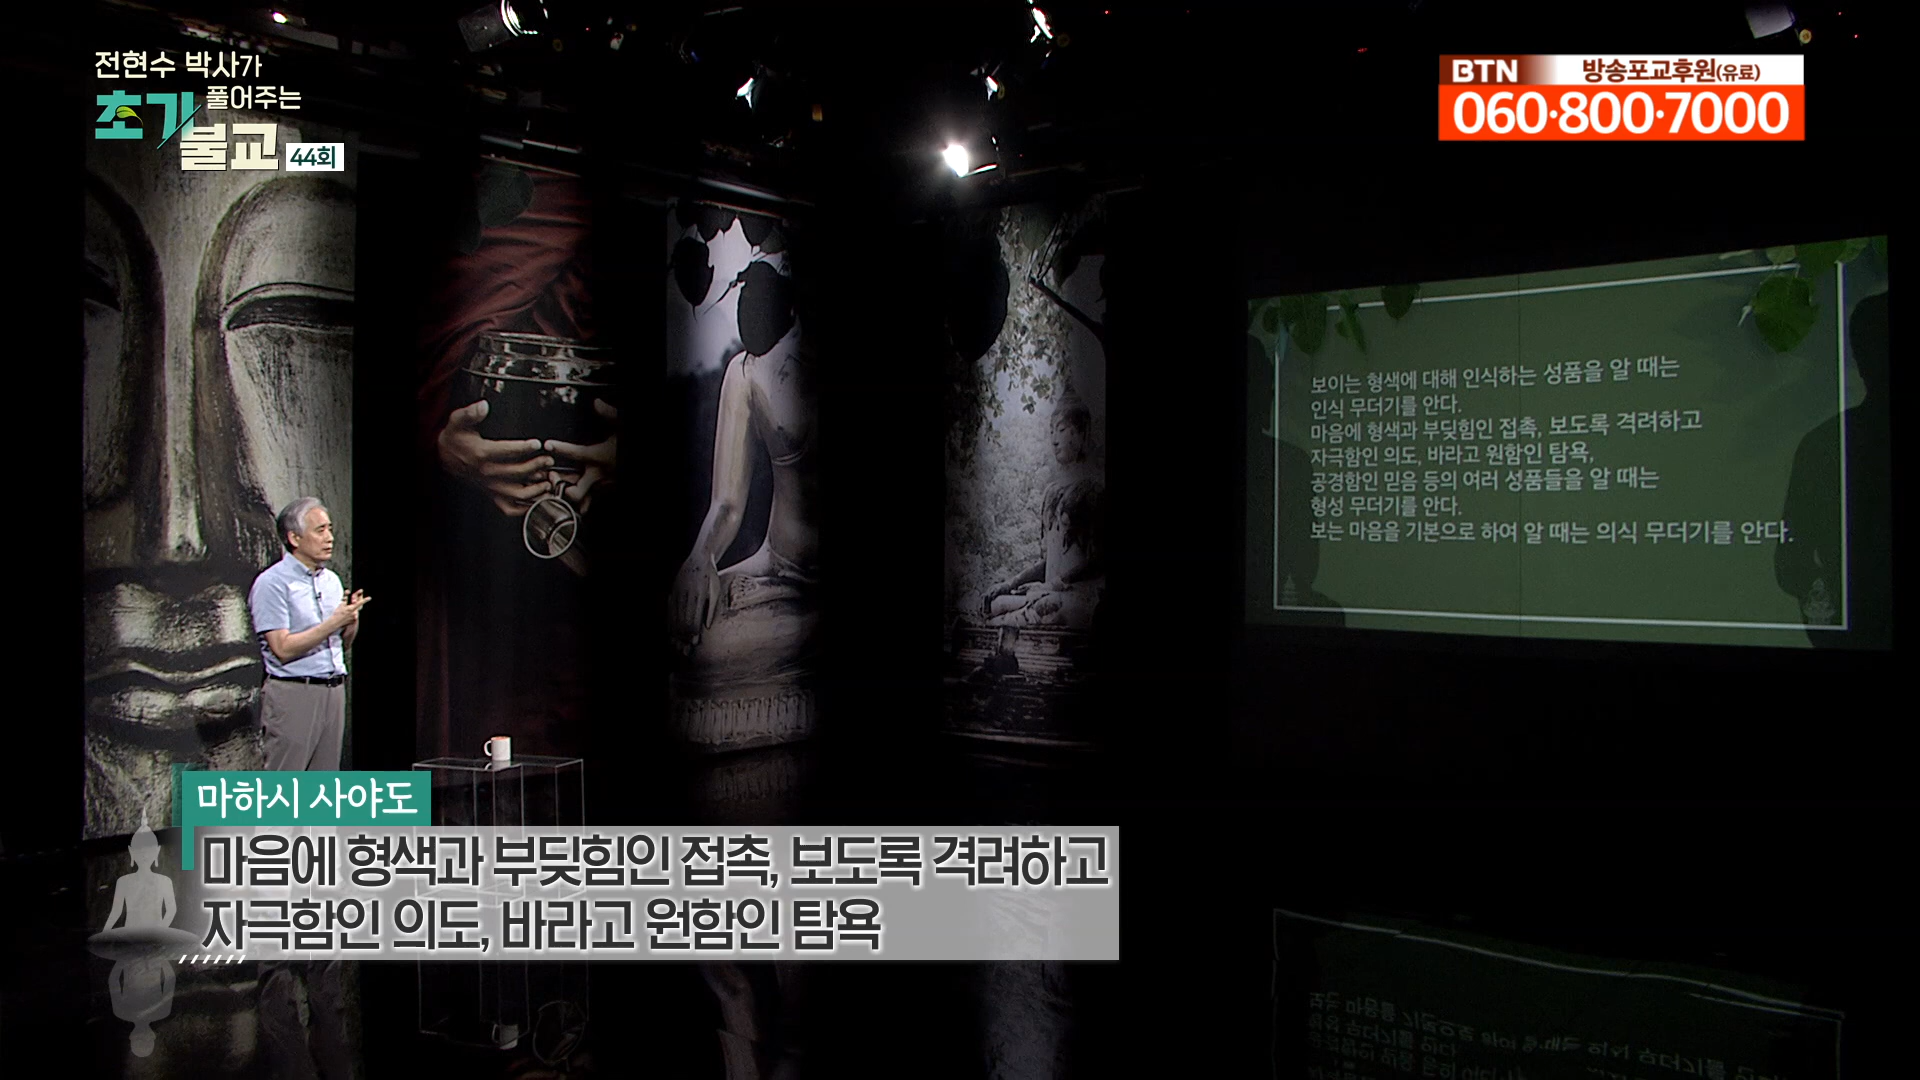 전현수 박사가
풀어주는
초기
불교 44회
BTN 방송포교후원(유료)
060·800·7000
보이는 형색에 대해 인식하는 성품을 알 때는
인식 무더기를 안다.
마음에 형색과 부딪힘인 접촉, 보도록 격려하고
자극함인 의도, 바라고 원함인 탐욕,
공경함인 믿음 등의 여러 성품들을 알 때는
형성 무더기를 안다.
보는 마음을 기본으로 하여 알 때는 의식 무더기를 안다.
마하시 사야도
마음에 형색과 부딪힘인 접촉, 보도록 격려하고
자극함인 의도, 바라고 원함인 탐욕